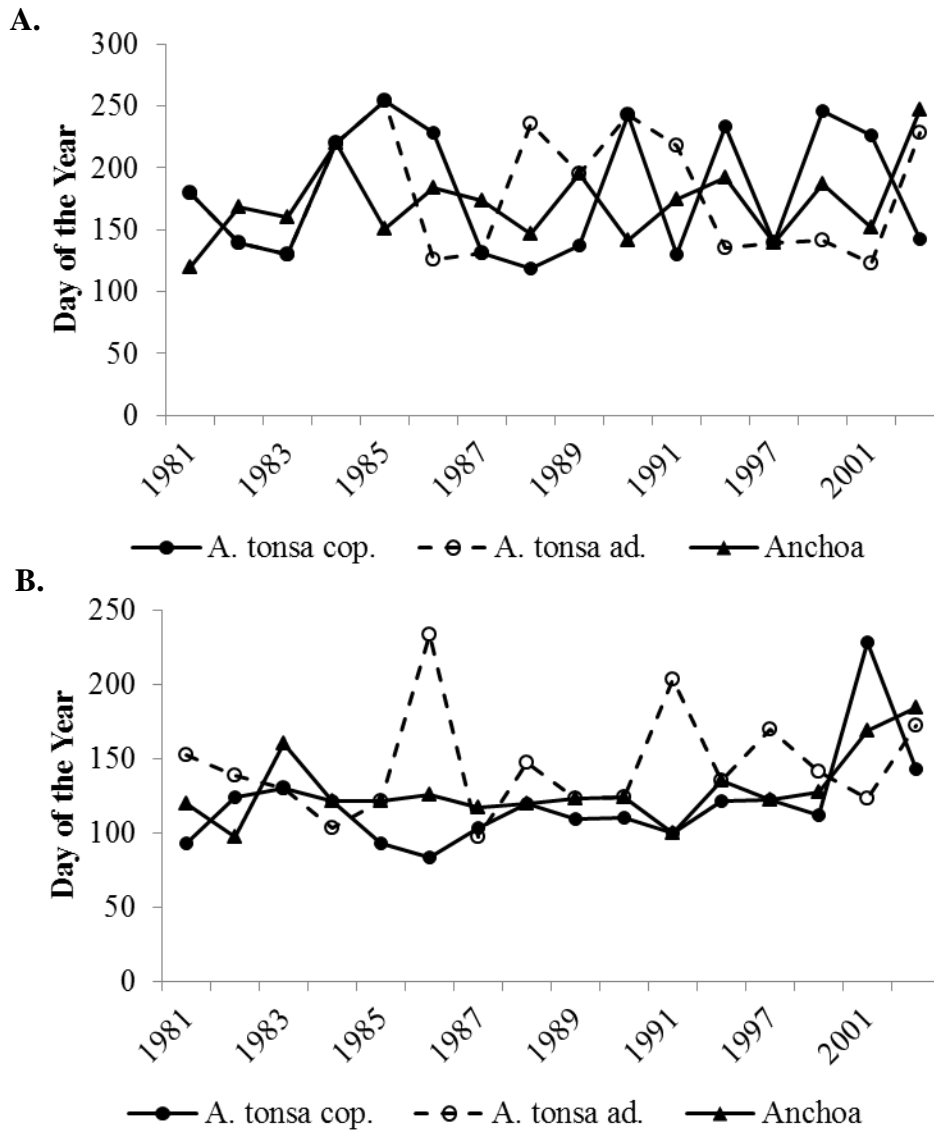 A.
300
250
200
150
100
50
0
Day of the Year
1981 1983 1985 1987 1989 1991 1997 2001
A. tonsa cop. A. tonsa ad. Anchoa
B.
250
200
150
100
50
0
Day of the Year
1981 1983 1985 1987 1989 1991 1997 2001
A. tonsa cop. A. tonsa ad. Anchoa